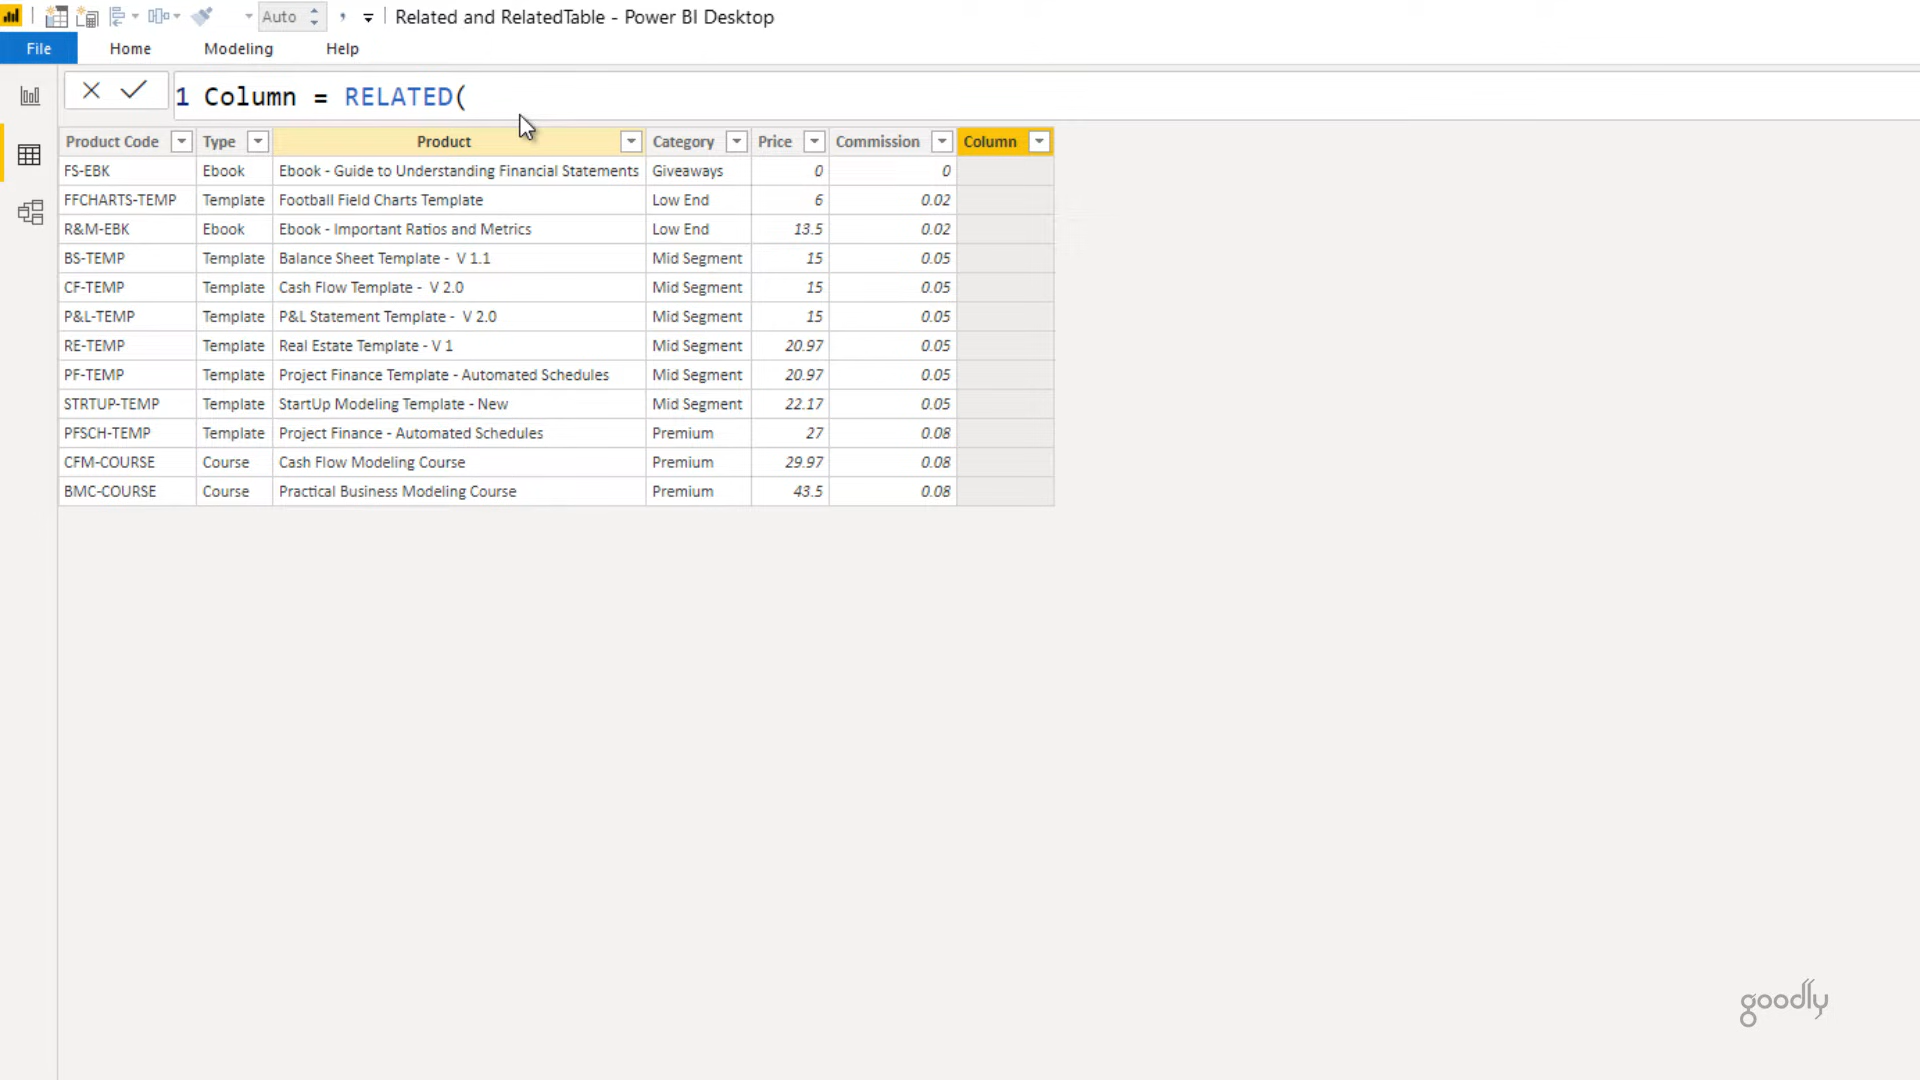 Auto
Related and RelatedTable - Power BI Desktop
File Home Modeling Help
1 Column = RELATED(
Product Code Type Product Category Price Commission Column
FS-EBK Ebook Ebook - Guide to Understanding Financial Statements Giveaways 0 0
FFCHARTS-TEMP Template Football Field Charts Template Low End 6 0.02
R&M-EBK Ebook Ebook - Important Ratios and Metrics Low End 13.5 0.02
BS-TEMP Template Balance Sheet Template - V 1.1 Mid Segment 15 0.05
CF-TEMP Template Cash Flow Template - V 2.0 Mid Segment 15 0.05
P&L-TEMP Template P&L Statement Template - V 2.0 Mid Segment 15 0.05
RE-TEMP Template Real Estate Template - V 1 Mid Segment 20.97 0.05
PF-TEMP Template Project Finance Template - Automated Schedules Mid Segment 20.97 0.05
STRTUP-TEMP Template StartUp Modeling Template - New Mid Segment 22.17 0.05
PFSCH-TEMP Template Project Finance - Automated Schedules Premium 27 0.08
CFM-COURSE Course Cash Flow Modeling Course Premium 29.97 0.08
BMC-COURSE Course Practical Business Modeling Course Premium 43.5 0.08
goodly